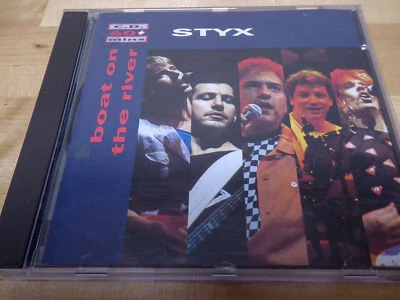 C.D.
60+
mins
STYX
boat on
the river